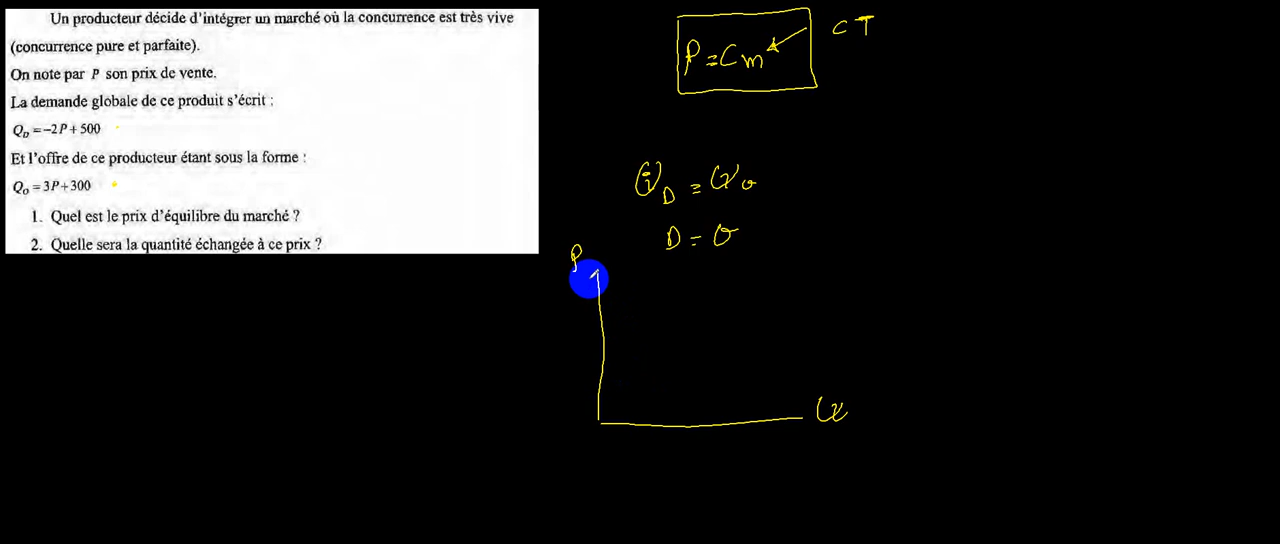 Un producteur décide d'intégrer un marché où la concurrence est très vive
(concurrence pure et parfaite).
On note par P son prix de vente.
La demande globale de ce produit s'écrit :
Q_D = -2P + 500
Et l'offre de ce producteur étant sous la forme :
Q_O = 3P + 300
1. Quel est le prix d'équilibre du marché ?
2. Quelle sera la quantité échangée à ce prix ?
P = Cm
CT
Q_D = Q_O
D = O
P
Q